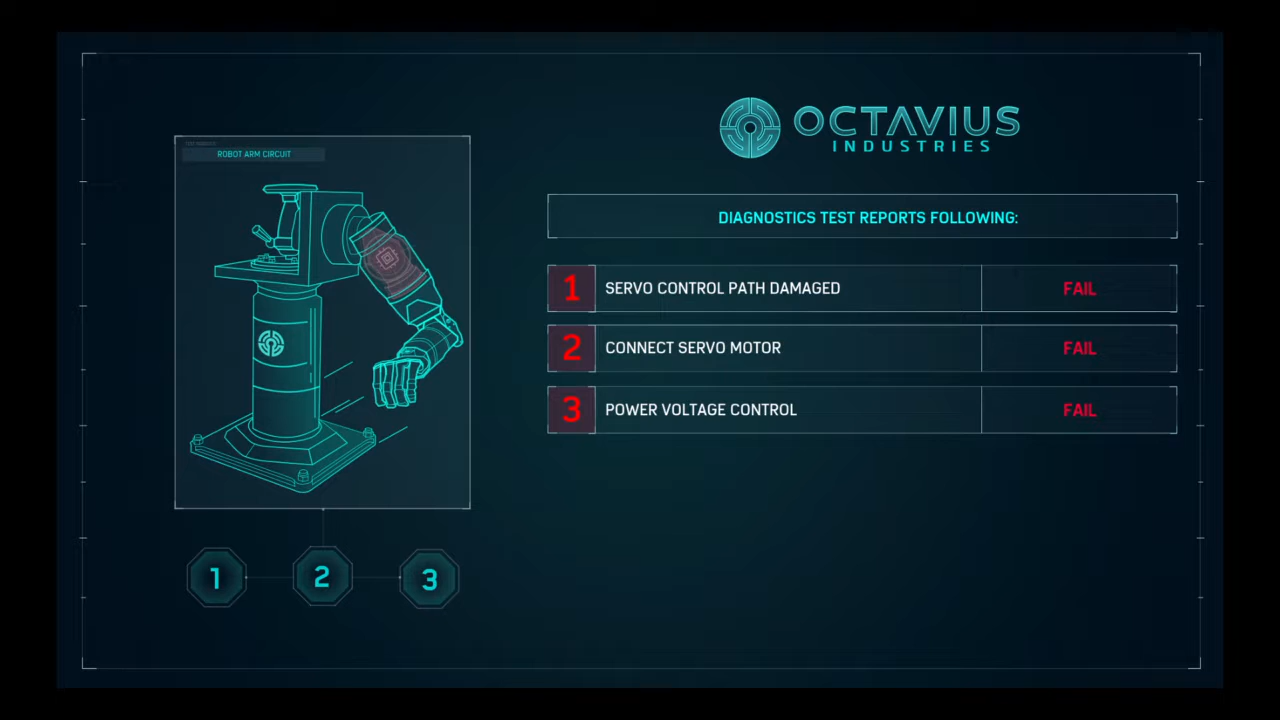 OCTAVIUS
INDUSTRIES
ROBOT ARM CIRCUIT
DIAGNOSTICS TEST REPORTS FOLLOWING:
1 SERVO CONTROL PATH DAMAGED FAIL
2 CONNECT SERVO MOTOR FAIL
3 POWER VOLTAGE CONTROL FAIL
1 2 3